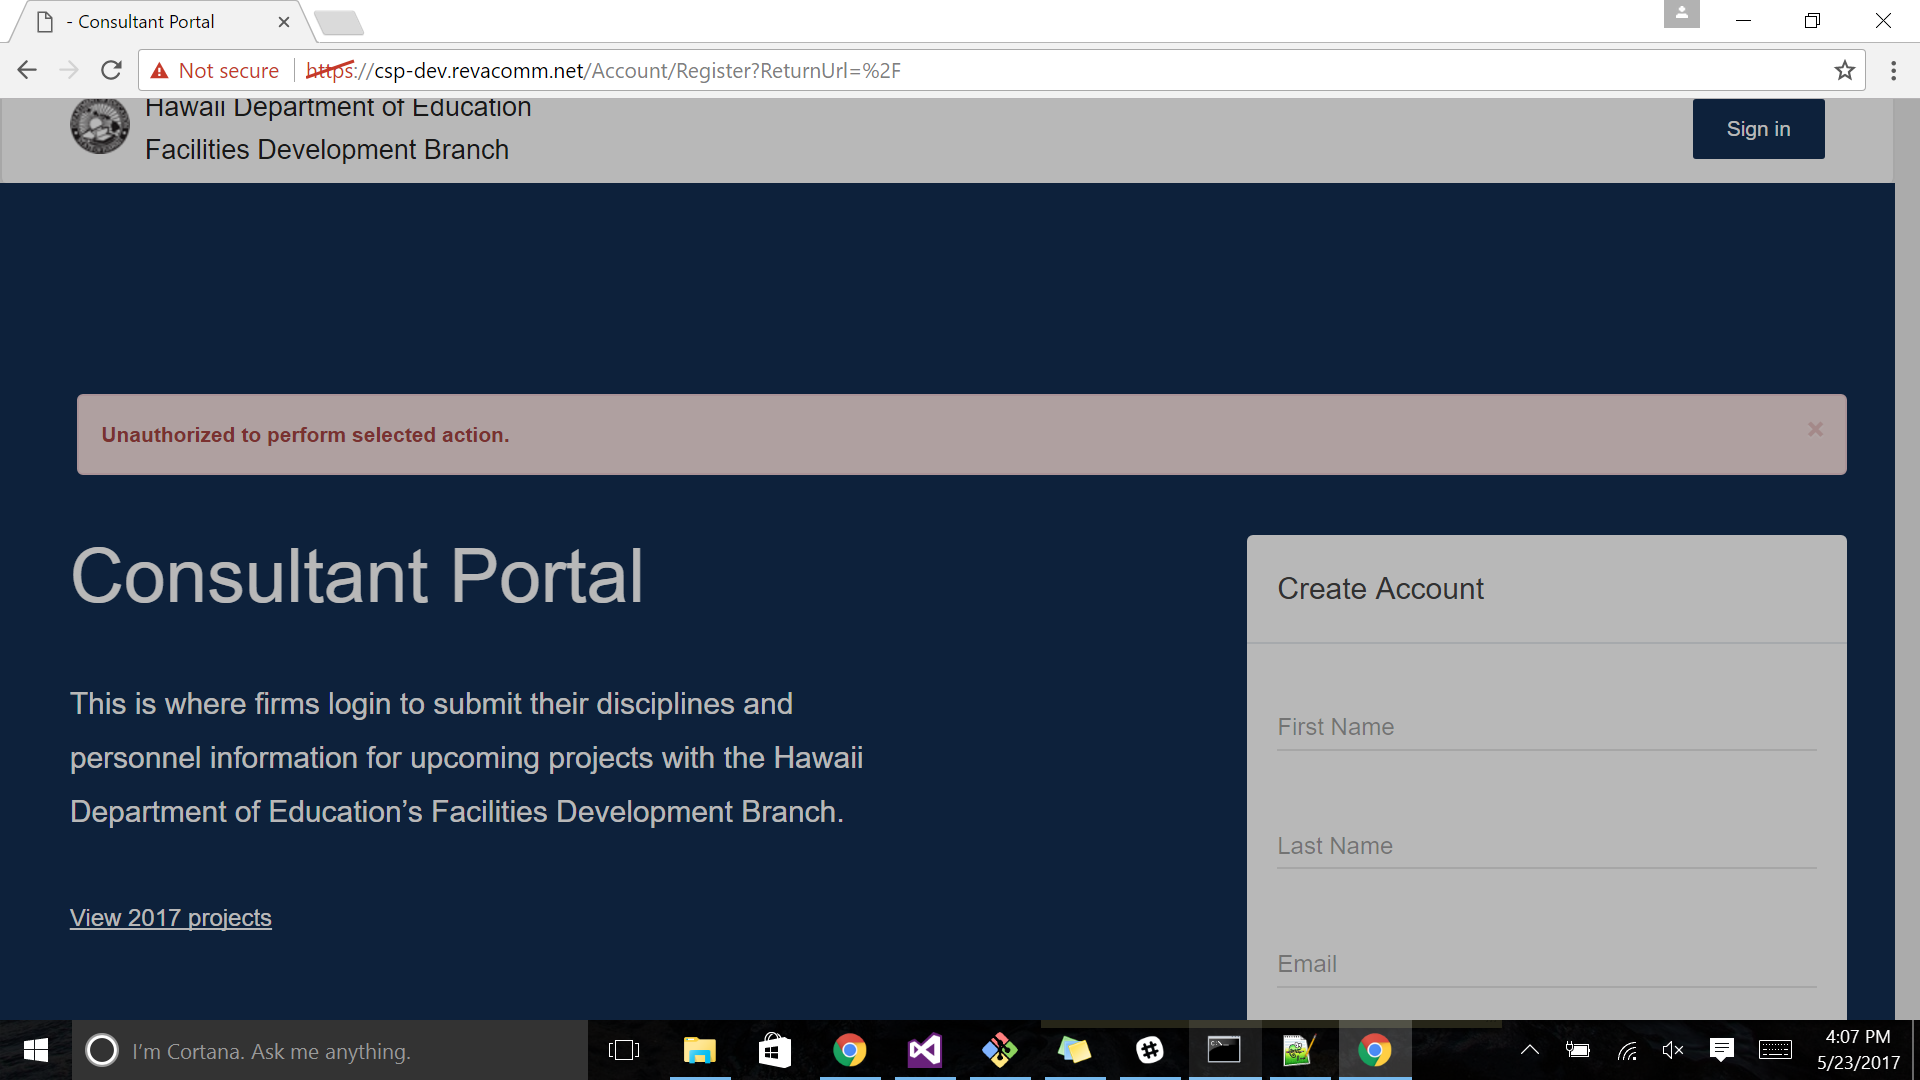 - Consultant Portal
Not secure
https://csp-dev.revacomm.net/Account/Register?ReturnUrl=%2F
Hawaii Department of Education
Facilities Development Branch
Sign in
Unauthorized to perform selected action.
×
Consultant Portal
Create Account
This is where firms login to submit their disciplines and
personnel information for upcoming projects with the Hawaii
Department of Education’s Facilities Development Branch.
First Name
Last Name
View 2017 projects
Email
I’m Cortana. Ask me anything.
4:07 PM
5/23/2017